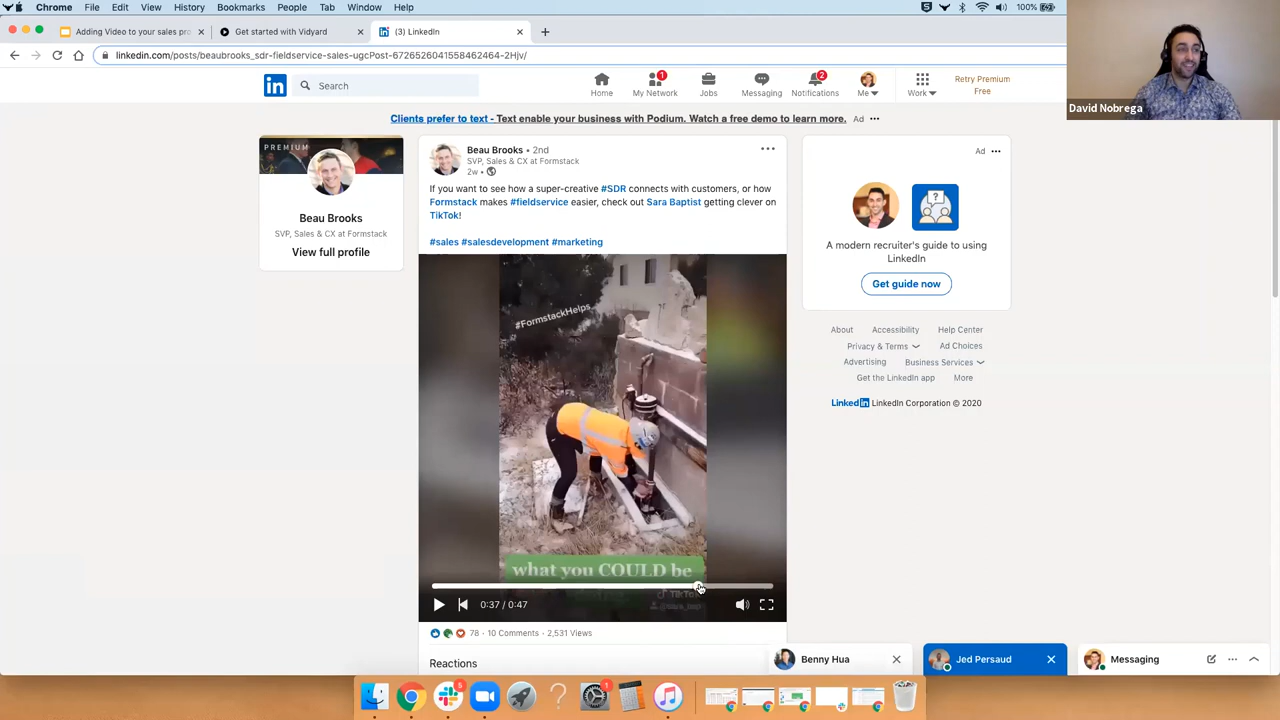 Chrome File Edit View History Bookmarks People Tab Window Help 100%
Adding Video to your sales pro Get started with Vidyard (3) LinkedIn
linkedin.com/posts/beaubrooks_sdr-fieldservice-sales-ugcPost-6726526041558462464-2Hjv/
David Nobrega
in Search
Home
My Network 1
Jobs
Messaging
Notifications 2
Me
Work
Retry Premium
Free
Clients prefer to text - Text enable your business with Podium. Watch a free demo to learn more. Ad
PREMIUM
Beau Brooks
SVP, Sales & CX at Formstack
View full profile
Beau Brooks • 2nd
SVP, Sales & CX at Formstack
2w •
If you want to see how a super-creative #SDR connects with customers, or how
Formstack makes #fieldservice easier, check out Sara Baptist getting clever on
TikTok!
#sales #salesdevelopment #marketing
#FormstackHelps
what you COULD be
TikTok
0:37 / 0:47
78 · 10 Comments · 2,531 Views
Reactions
Ad
A modern recruiter's guide to using
LinkedIn
Get guide now
About Accessibility Help Center
Privacy & Terms Ad Choices
Advertising Business Services
Get the LinkedIn app More
LinkedIn LinkedIn Corporation © 2020
Benny Hua
Jed Persaud
Messaging
5
1